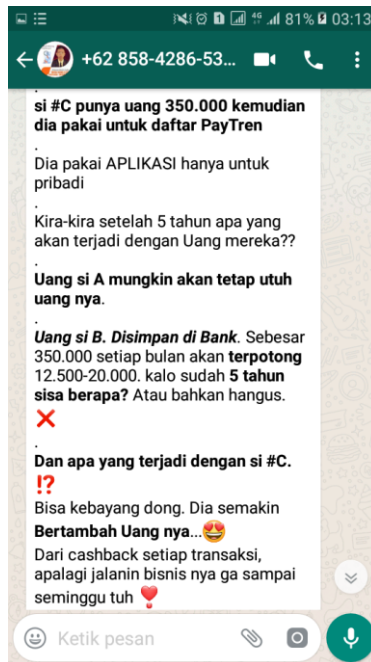 81% 03:13
+62 858-4286-53...
.
si #C punya uang 350.000 kemudian
dia pakai untuk daftar PayTren
.
Dia pakai APLIKASI hanya untuk
pribadi
.
Kira-kira setelah 5 tahun apa yang
akan terjadi dengan Uang mereka??
.
Uang si A mungkin akan tetap utuh
uang nya.
.
Uang si B. Disimpan di Bank. Sebesar
350.000 setiap bulan akan terpotong
12.500-20.000. kalo sudah 5 tahun
sisa berapa? Atau bahkan hangus.
❌
.
Dan apa yang terjadi dengan si #C.
⁉
Bisa kebayang dong. Dia semakin
Bertambah Uang nya...😍
Dari cashback setiap transaksi,
apalagi jalanin bisnis nya ga sampai
seminggu tuh ❣
Ketik pesan